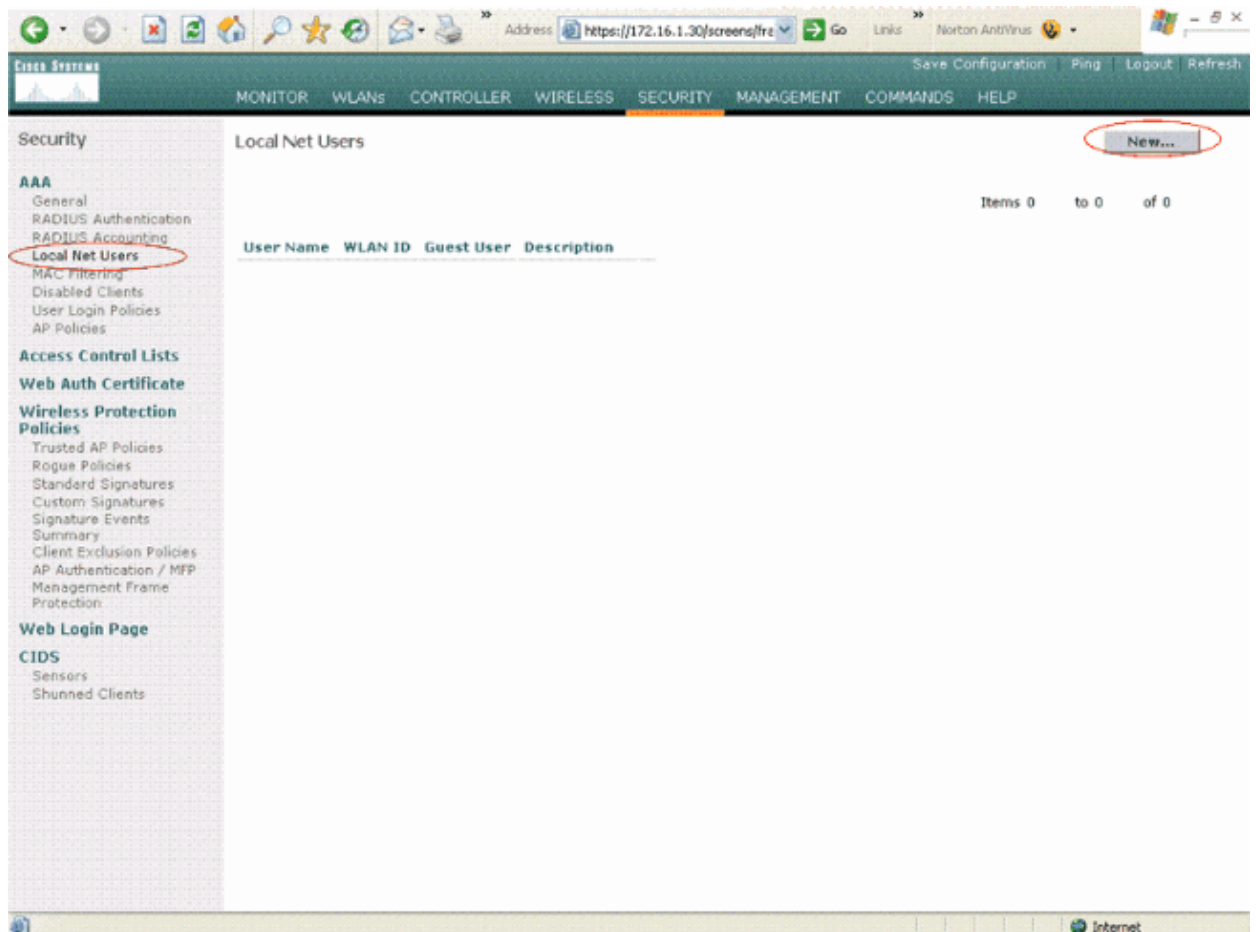 » Address https://172.16.1.30/screens/fra Go Links » Norton AntiVirus
CISCO SYSTEMS
Save Configuration Ping Logout Refresh
MONITOR WLANs CONTROLLER WIRELESS SECURITY MANAGEMENT COMMANDS HELP
Security
Local Net Users
New...
Items 0 to 0 of 0
User Name WLAN ID Guest User Description
AAA
General
RADIUS Authentication
RADIUS Accounting
Local Net Users
MAC Filtering
Disabled Clients
User Login Policies
AP Policies
Access Control Lists
Web Auth Certificate
Wireless Protection
Policies
Trusted AP Policies
Rogue Policies
Standard Signatures
Custom Signatures
Signature Events
Summary
Client Exclusion Policies
AP Authentication / MFP
Management Frame
Protection
Web Login Page
CIDS
Sensors
Shunned Clients
Internet